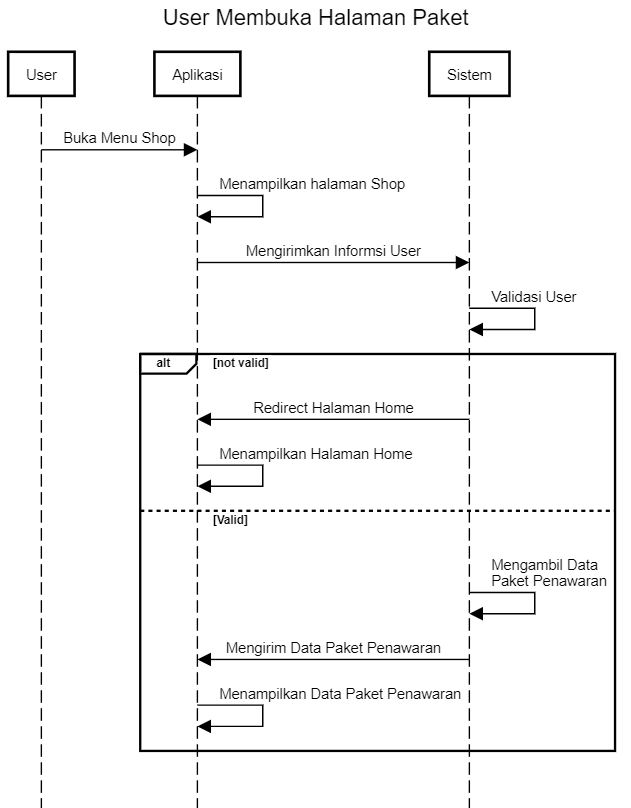 User Membuka Halaman Paket
User
Aplikasi
Sistem
Buka Menu Shop
Menampilkan halaman Shop
Mengirimkan Informsi User
Validasi User
alt
[not valid]
Redirect Halaman Home
Menampilkan Halaman Home
[Valid]
Mengambil Data
Paket Penawaran
Mengirim Data Paket Penawaran
Menampilkan Data Paket Penawaran